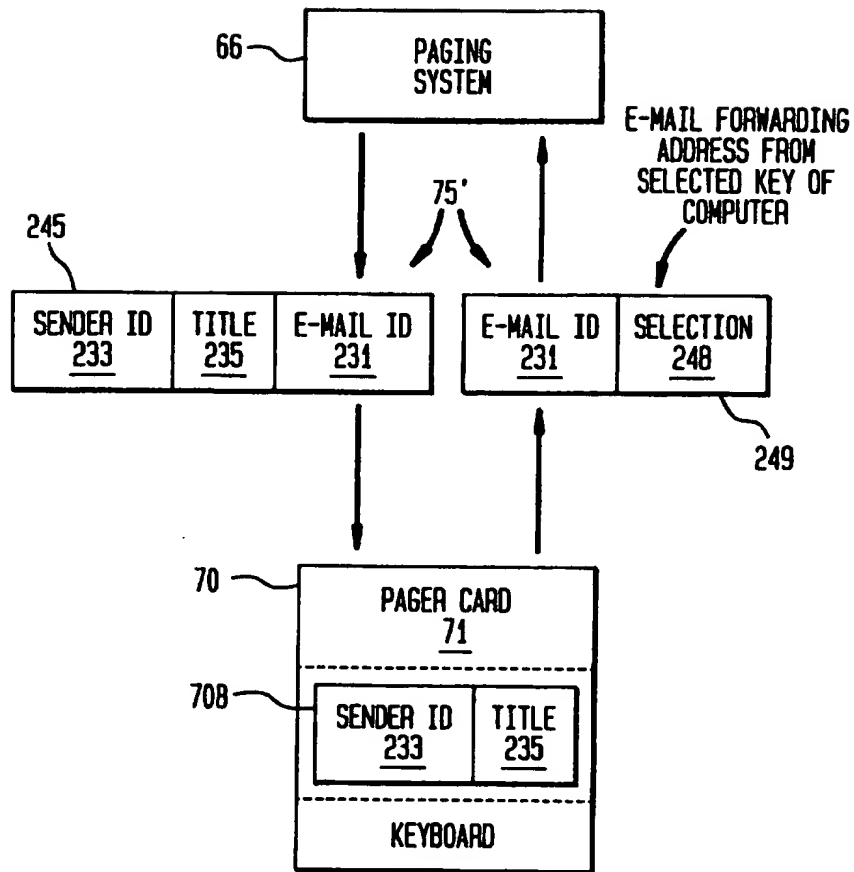 66
PAGING
SYSTEM
E-MAIL FORWARDING
ADDRESS FROM
SELECTED KEY OF
COMPUTER
75'
245
SENDER ID
233
TITLE
235
E-MAIL ID
231
E-MAIL ID
231
SELECTION
248
249
70
PAGER CARD
71
708
SENDER ID
233
TITLE
235
KEYBOARD